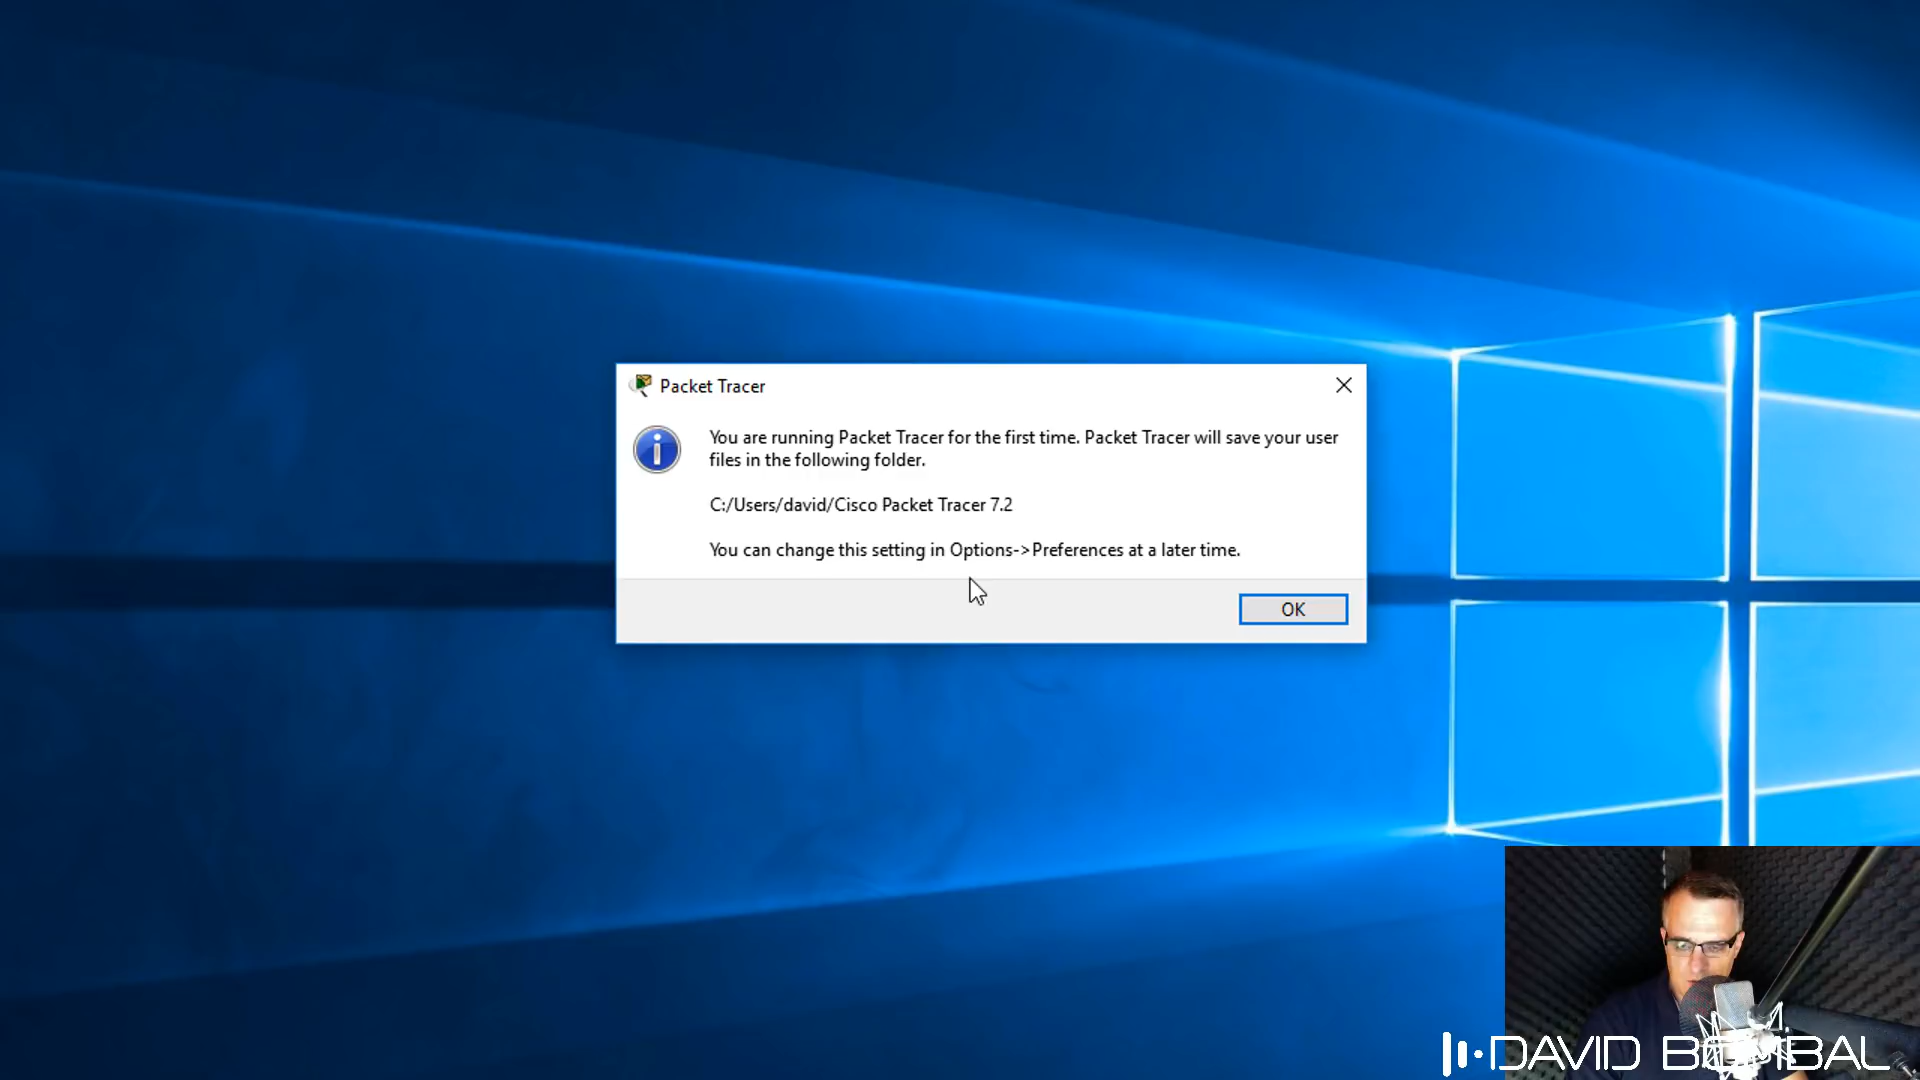 Packet Tracer
You are running Packet Tracer for the first time. Packet Tracer will save your user
files in the following folder.
C:/Users/david/Cisco Packet Tracer 7.2
You can change this setting in Options->Preferences at a later time.
OK
DAVID BOMBAL